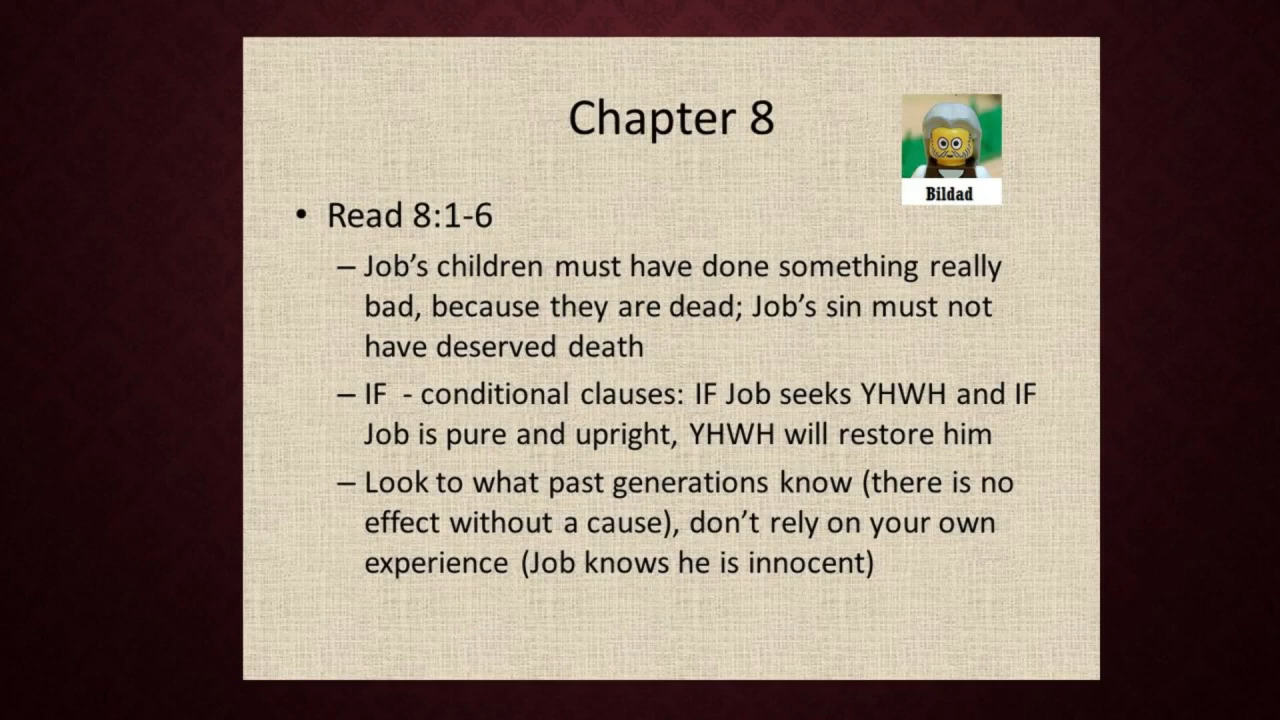 Chapter 8
Bildad
• Read 8:1-6
– Job’s children must have done something really
bad, because they are dead; Job’s sin must not
have deserved death
– IF - conditional clauses: IF Job seeks YHWH and IF
Job is pure and upright, YHWH will restore him
– Look to what past generations know (there is no
effect without a cause), don’t rely on your own
experience (Job knows he is innocent)